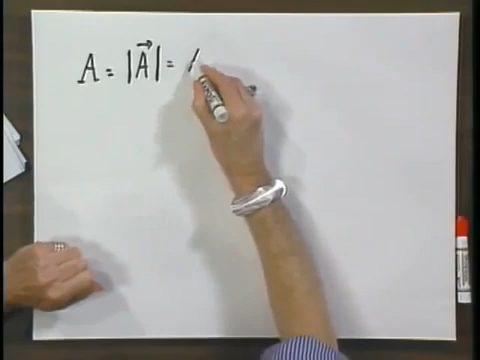 A = |A⃗| =